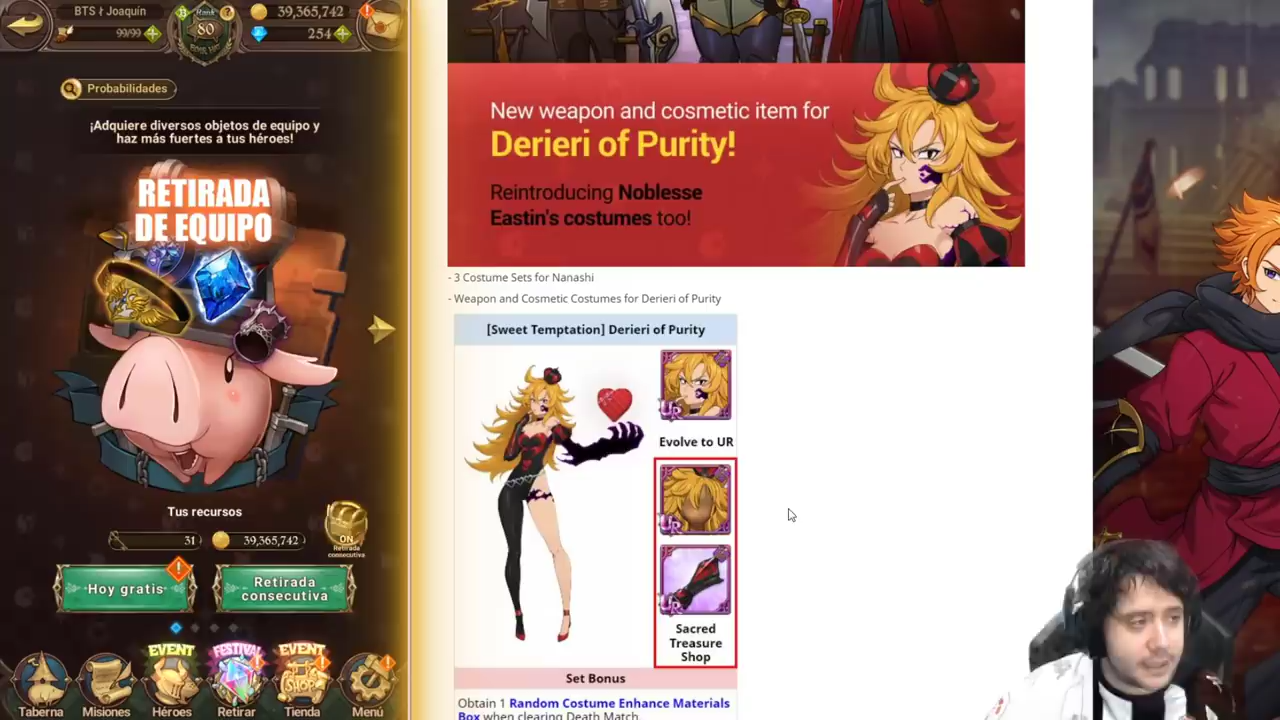 BTS ł Joaquin
99/99
Rank
80
39,365,742
254
Probabilidades
¡Adquiere diversos objetos de equipo y
haz más fuertes a tus héroes!
RETIRADA
DE EQUIPO
Tus recursos
31
39,365,742
ON
Retirada
consecutiva
Hoy gratis
Retirada
consecutiva
EVENT
FESTIVAL
EVENT
SHOP
Taberna
Misiones
Héroes
Retirar
Tienda
Menú
New weapon and cosmetic item for
Derieri of Purity!
Reintroducing Noblesse
Eastin's costumes too!
- 3 Costume Sets for Nanashi
- Weapon and Cosmetic Costumes for Derieri of Purity
[Sweet Temptation] Derieri of Purity
UR
Evolve to UR
UR
UR
Sacred
Treasure
Shop
Set Bonus
Obtain 1 Random Costume Enhance Materials
Box when clearing Death Match.